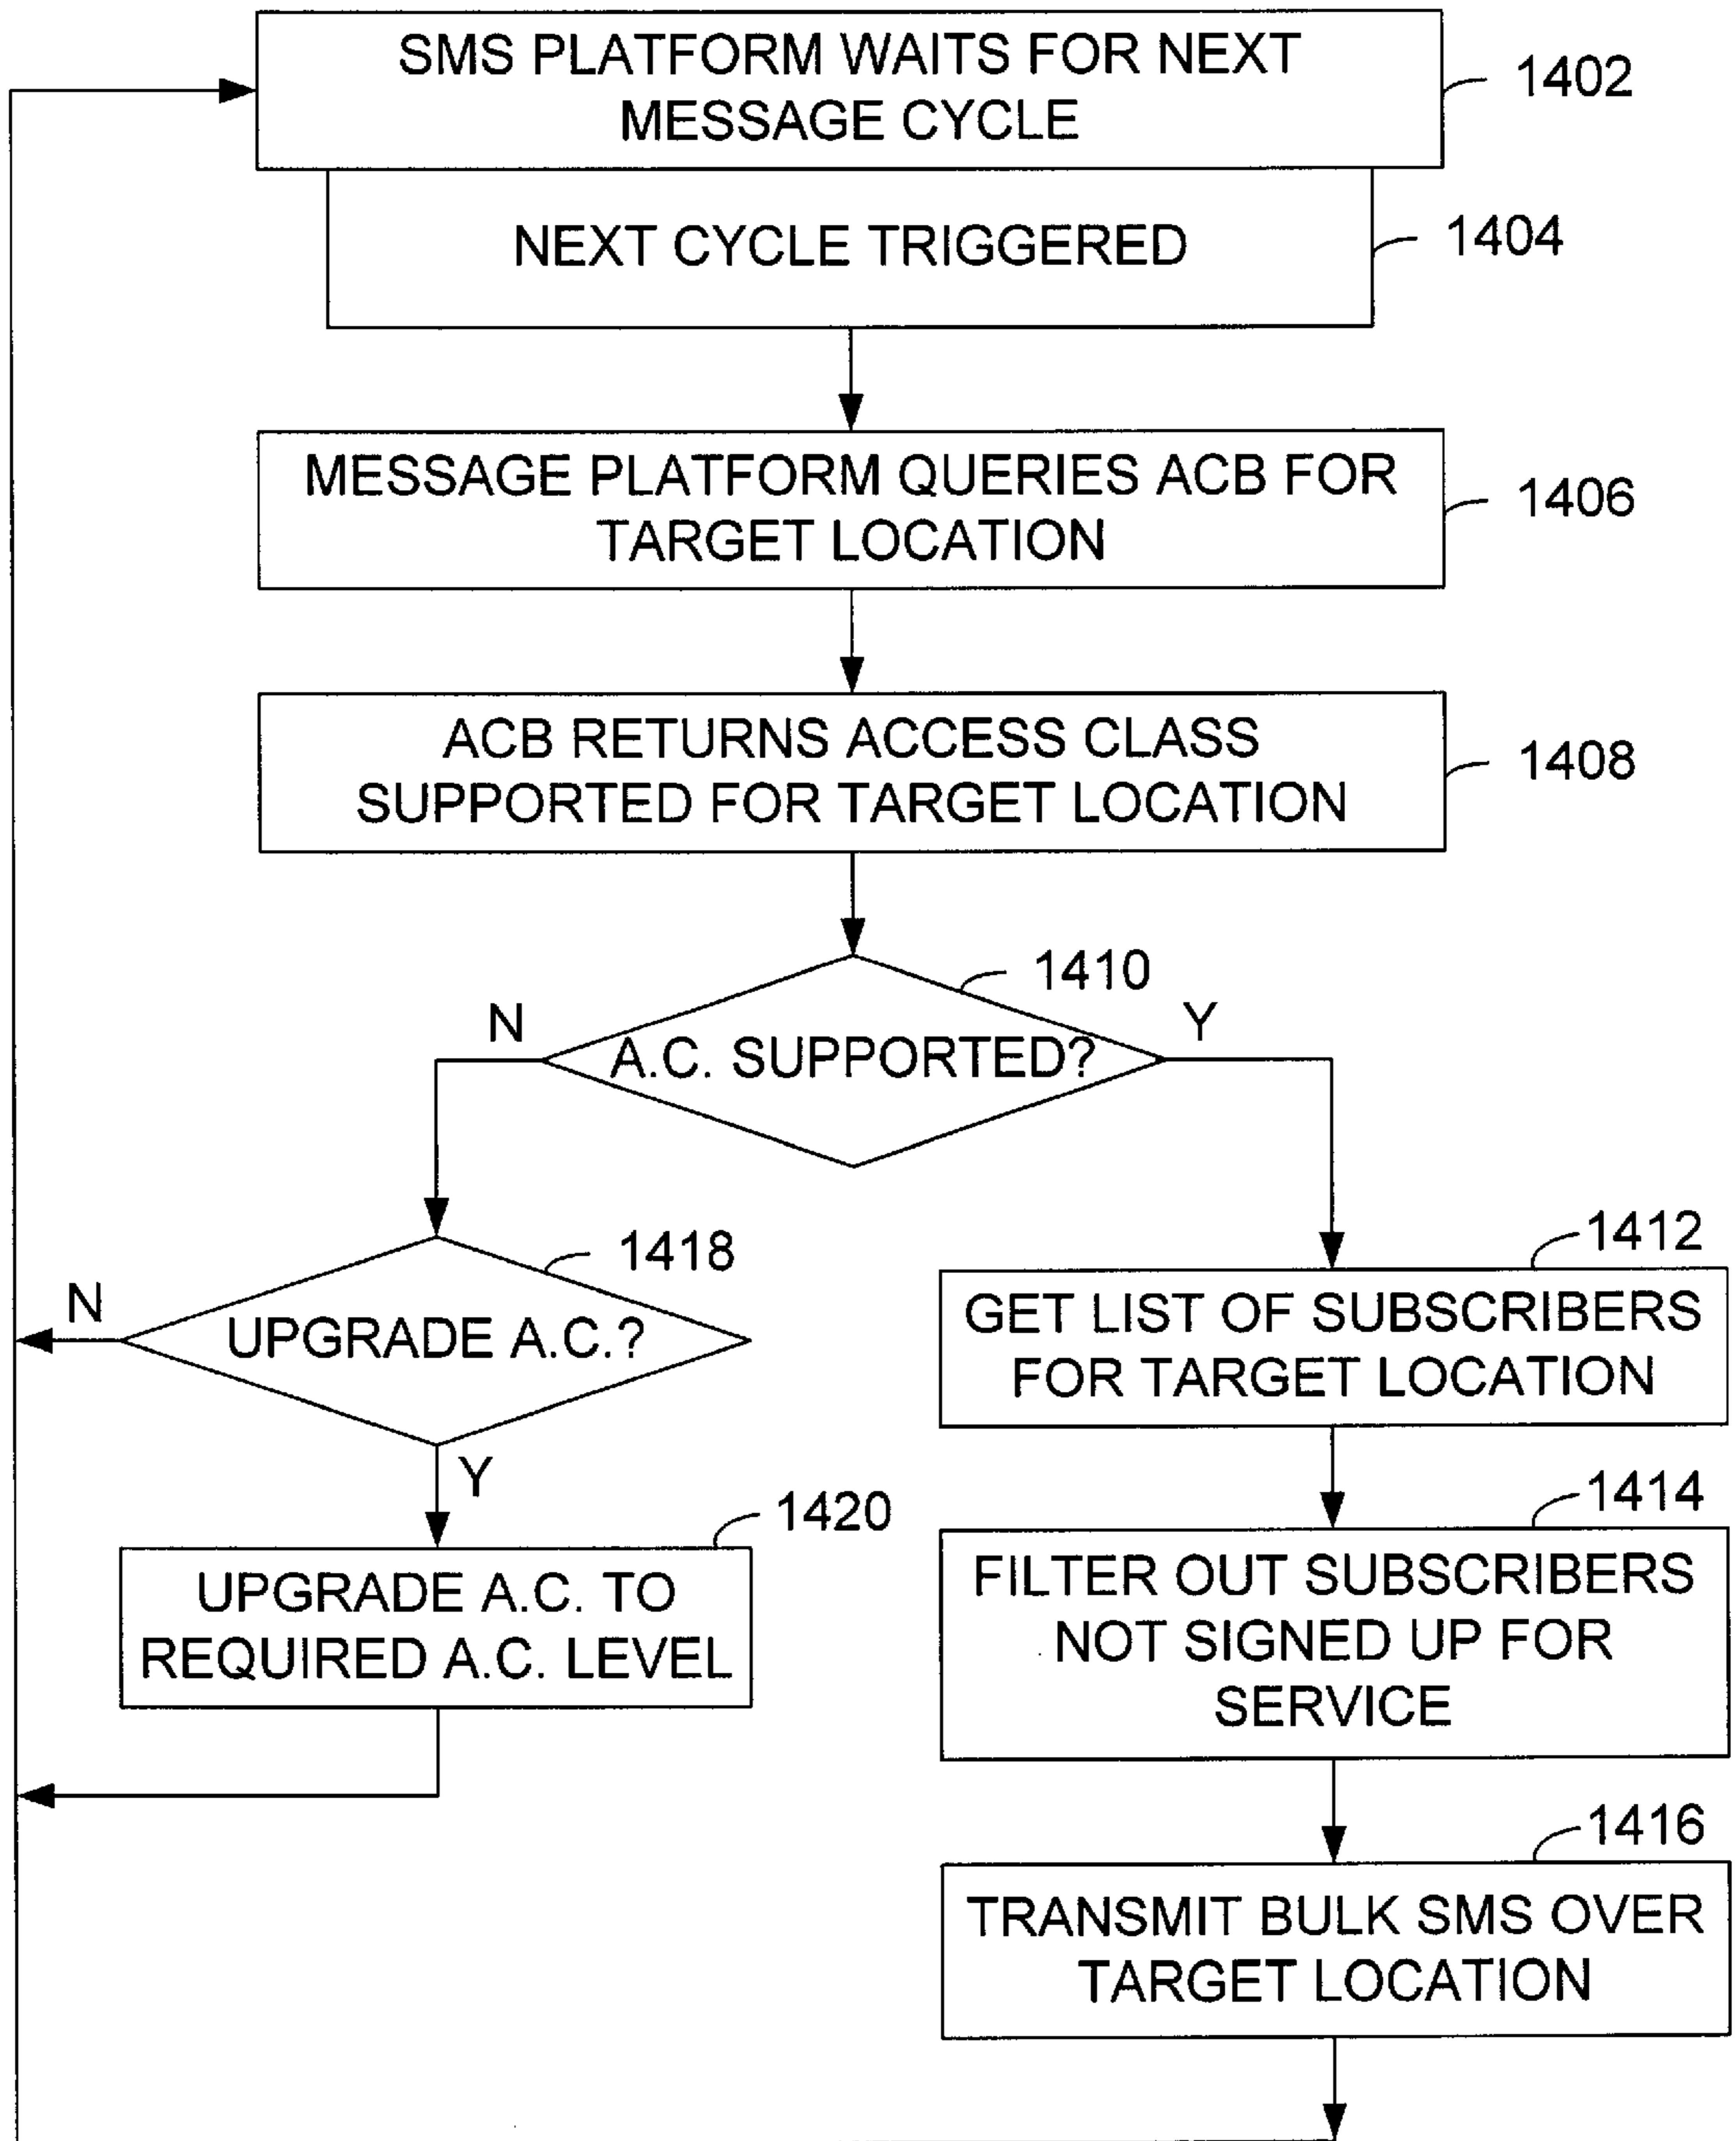 SMS PLATFORM WAITS FOR NEXT
MESSAGE CYCLE
1402
NEXT CYCLE TRIGGERED
1404
MESSAGE PLATFORM QUERIES ACB FOR
TARGET LOCATION
1406
ACB RETURNS ACCESS CLASS
SUPPORTED FOR TARGET LOCATION
1408
1410
N
A.C. SUPPORTED?
Y
1418
N
UPGRADE A.C.?
Y
1412
GET LIST OF SUBSCRIBERS
FOR TARGET LOCATION
1420
UPGRADE A.C. TO
REQUIRED A.C. LEVEL
1414
FILTER OUT SUBSCRIBERS
NOT SIGNED UP FOR
SERVICE
1416
TRANSMIT BULK SMS OVER
TARGET LOCATION